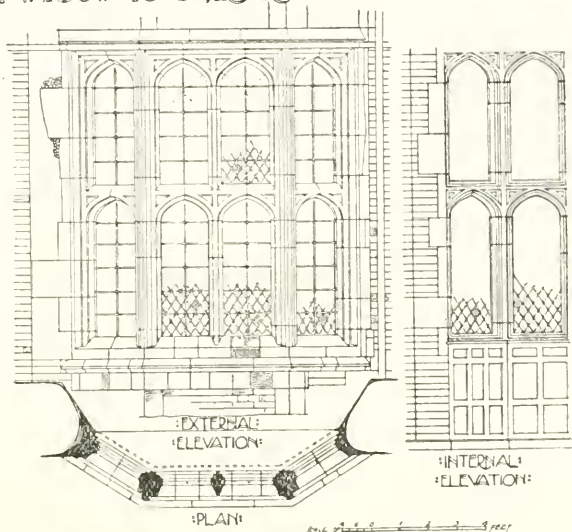 :EXTERNAL:
:ELEVATION:
:INTERNAL:
:ELEVATION:
:PLAN:
FEET